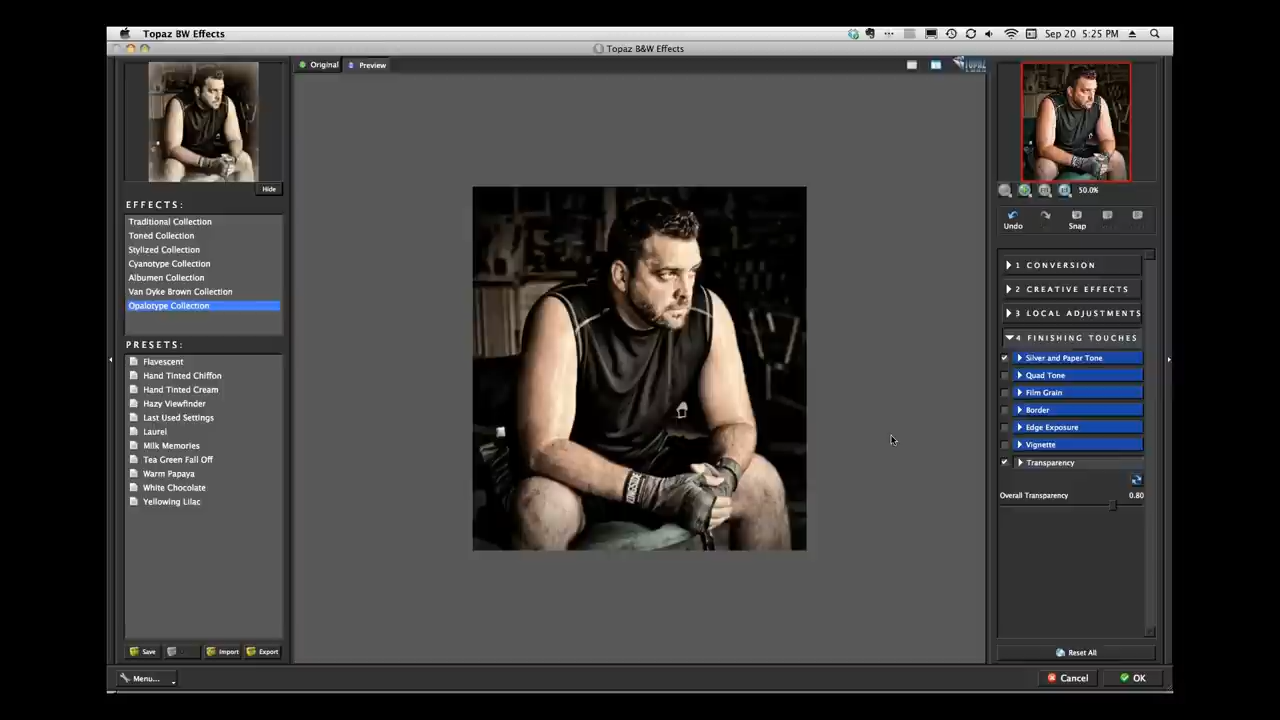 Topaz BW Effects
Sep 20 5:25 PM
Topaz B&W Effects
Original
Preview
TOPAZ
Hide
50.0%
EFFECTS:
Traditional Collection
Toned Collection
Stylized Collection
Cyanotype Collection
Albumen Collection
Van Dyke Brown Collection
Opalotype Collection
Undo
Snap
1 CONVERSION
2 CREATIVE EFFECTS
3 LOCAL ADJUSTMENTS
4 FINISHING TOUCHES
Silver and Paper Tone
Quad Tone
Film Grain
Border
Edge Exposure
Vignette
Transparency
Overall Transparency 0.80
PRESETS:
Flavescent
Hand Tinted Chiffon
Hand Tinted Cream
Hazy Viewfinder
Last Used Settings
Laurel
Milk Memories
Tea Green Fall Off
Warm Papaya
White Chocolate
Yellowing Lilac
Save
Import
Export
Reset All
Menu...
Cancel
OK